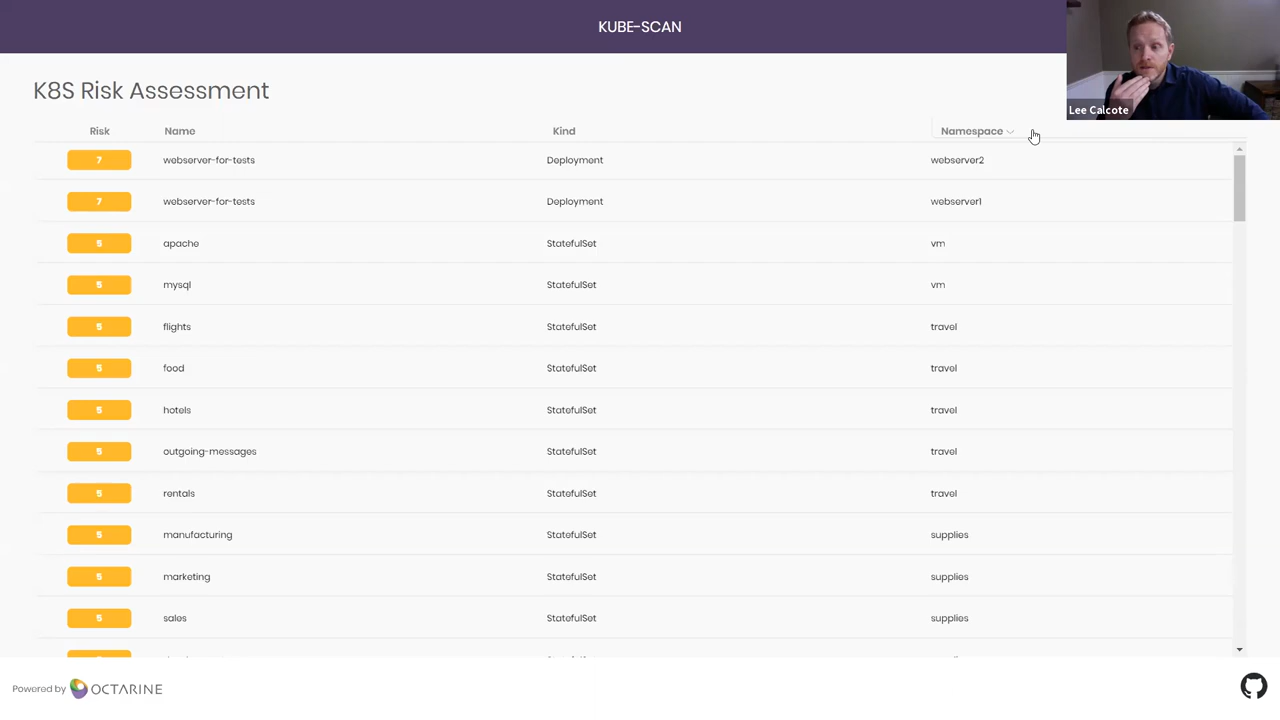 KUBE-SCAN
Lee Calcote
K8S Risk Assessment
Risk Name Kind Namespace
7 webserver-for-tests Deployment webserver2
7 webserver-for-tests Deployment webserver1
5 apache StatefulSet vm
5 mysql StatefulSet vm
5 flights StatefulSet travel
5 food StatefulSet travel
5 hotels StatefulSet travel
5 outgoing-messages StatefulSet travel
5 rentals StatefulSet travel
5 manufacturing StatefulSet supplies
5 marketing StatefulSet supplies
5 sales StatefulSet supplies
Powered by OCTARINE